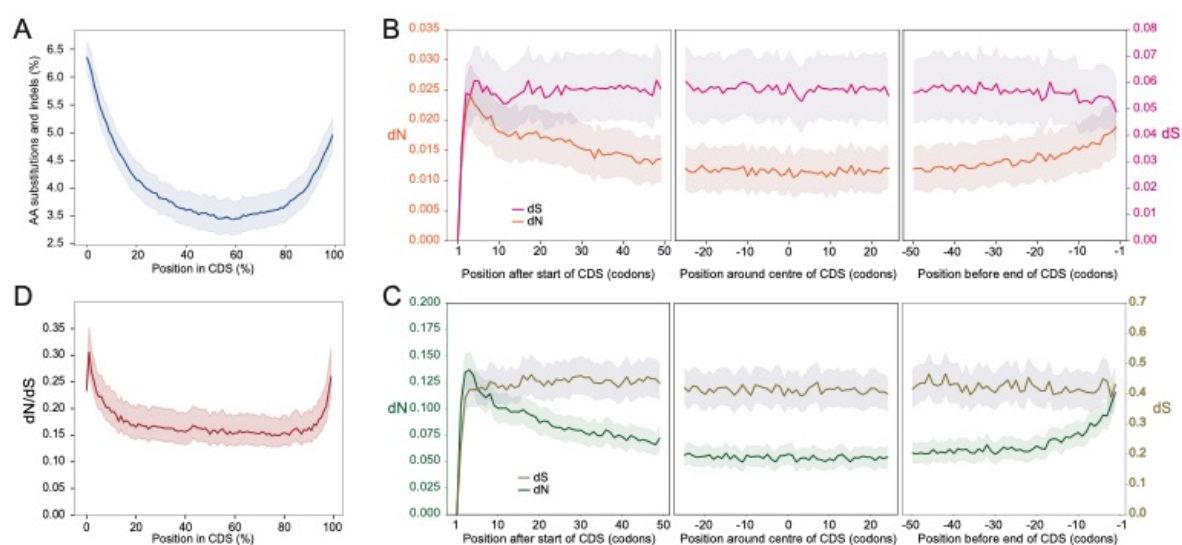 A
AA substitutions and indels (%)
6.5
6.0
5.5
5.0
4.5
4.0
3.5
3.0
2.5
0 20 40 60 80 100
Position in CDS (%)
B
dN
0.035
0.030
0.025
0.020
0.015
0.010
0.005
0.000
dS
dN
1 10 20 30 40 50
Position after start of CDS (codons)
-20 -10 0 10 20
Position around centre of CDS (codons)
-50 -40 -30 -20 -10 -1
Position before end of CDS (codons)
0.08
0.07
0.06
0.05
0.04
0.03
0.02
0.01
0.00
dS
D
dN/dS
0.35
0.30
0.25
0.20
0.15
0.10
0.05
0.00
0 20 40 60 80 100
Position in CDS (%)
C
dN
0.200
0.175
0.150
0.125
0.100
0.075
0.050
0.025
0.000
dS
dN
1 10 20 30 40 50
Position after start of CDS (codons)
-20 -10 0 10 20
Position around centre of CDS (codons)
-50 -40 -30 -20 -10 -1
Position before end of CDS (codons)
0.7
0.6
0.5
0.4
0.3
0.2
0.1
0.0
dS